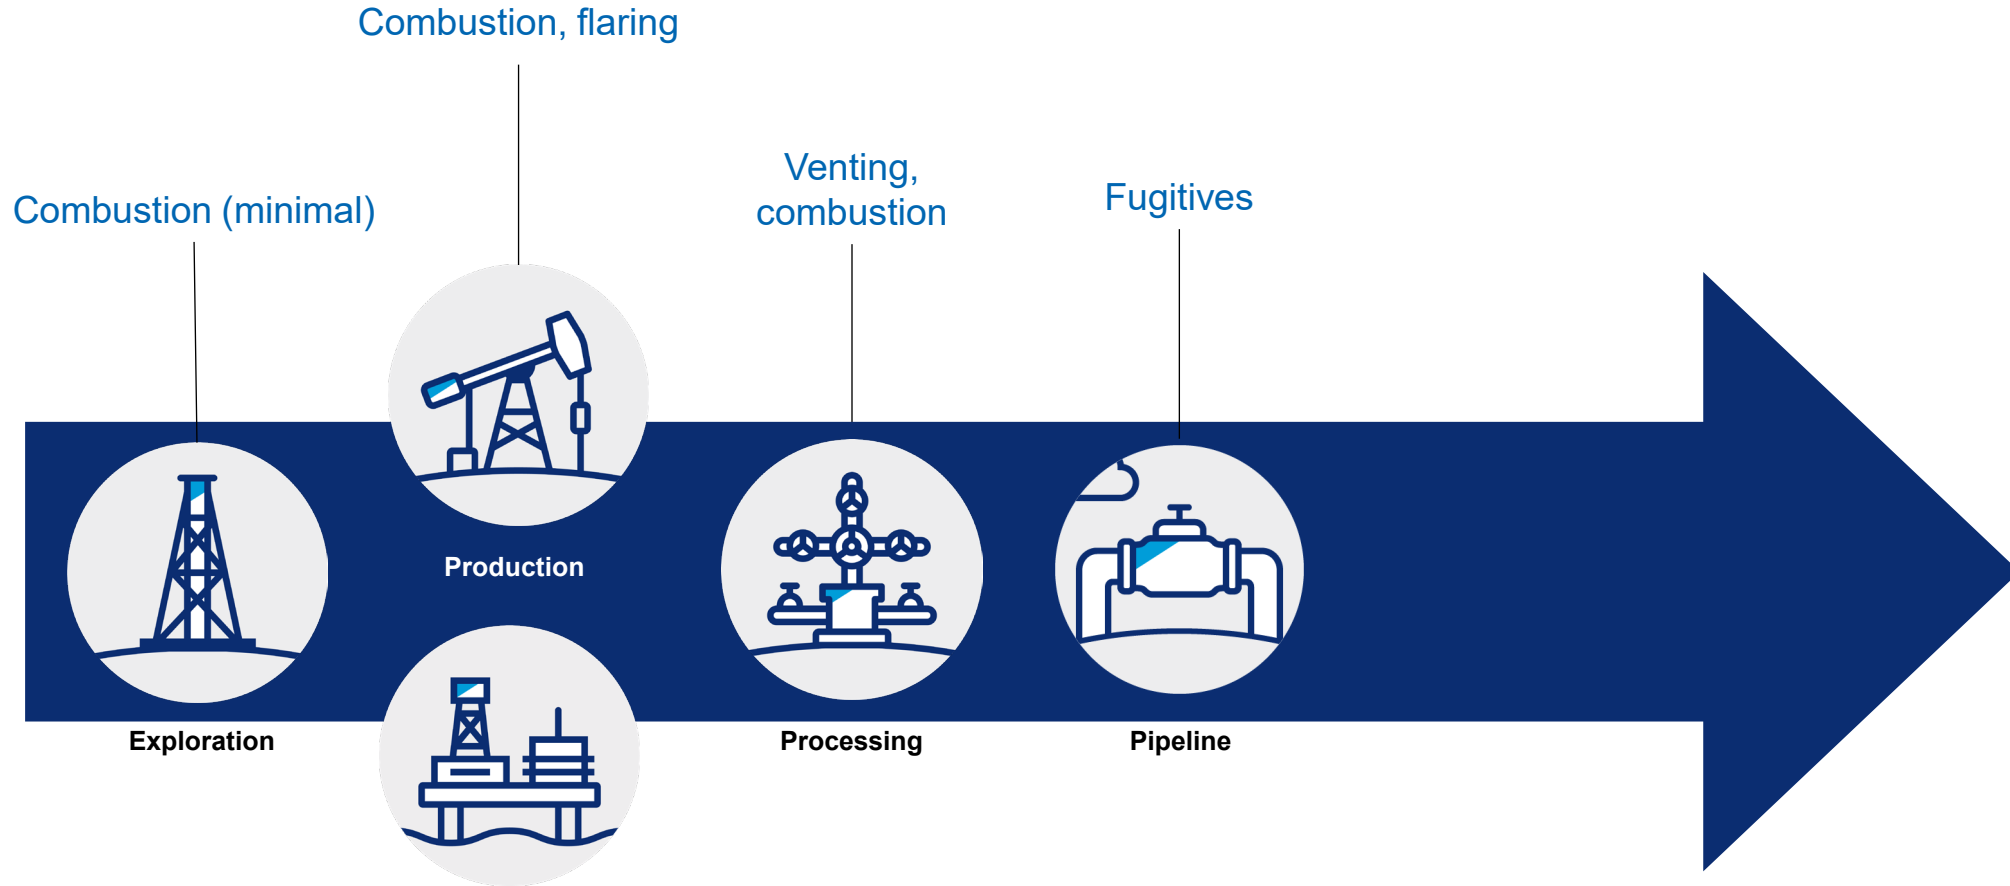 Combustion, flaring
Venting,
combustion
Fugitives
Combustion (minimal)
Production
Exploration
Processing
Pipeline